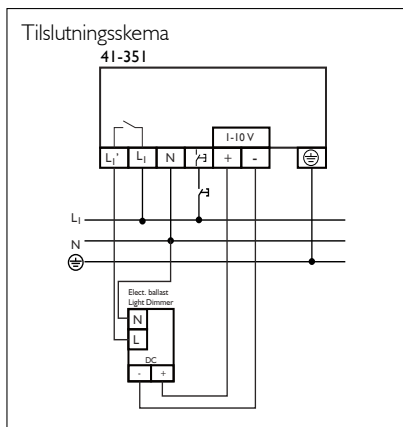 Tilslutningsskema
41-351
1-10 V
L₁' L₁ N + -
L₁
N
Elect. ballast
Light Dimmer
N
L
DC
- +